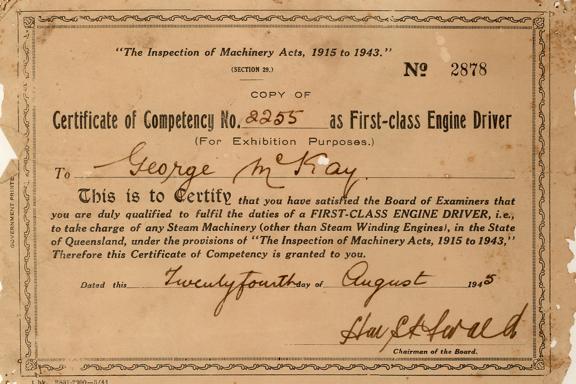 "The Inspection of Machinery Acts, 1915 to 1943."
(SECTION 29.)
No 2878
COPY OF
Certificate of Competency No. 2255 as First-class Engine Driver
(For Exhibition Purposes.)
To George McKay.
This is to Certify that you have satisfied the Board of Examiners that
you are duly qualified to fulfil the duties of a FIRST-CLASS ENGINE DRIVER, i.e.,
to take charge of any Steam Machinery (other than Steam Winding Engines), in the State
of Queensland, under the provisions of "The Inspection of Machinery Acts, 1915 to 1943,"
Therefore this Certificate of Competency is granted to you.
Dated this Twentyfourth day of August 1945
Chairman of the Board.
GOVERNMENT PRINTER